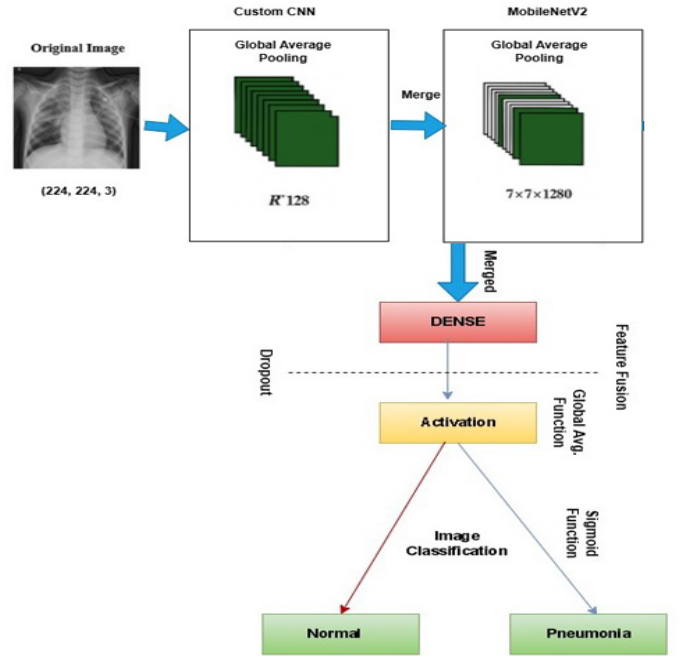 Custom CNN
MobileNetV2
Original Image
Global Average
Pooling
Global Average
Pooling
Merge
(224, 224, 3)
R^128
7×7×1280
Merged
DENSE
Feature Fusion
Dropout
Global Avg.
Function
Activation
Sigmoid
Function
Image
Classification
Normal
Pneumonia